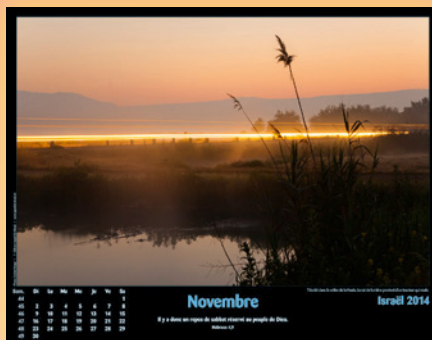 Sem. Di Lu Ma Me Je Ve Sa
44 1
45 2 3 4 5 6 7 8
46 9 10 11 12 13 14 15
47 16 17 18 19 20 21 22
48 23 24 25 26 27 28 29
49 30
Novembre
Il y a donc un repos de sabbat réservé au peuple de Dieu.
Hébreux 4,9
Israël 2014